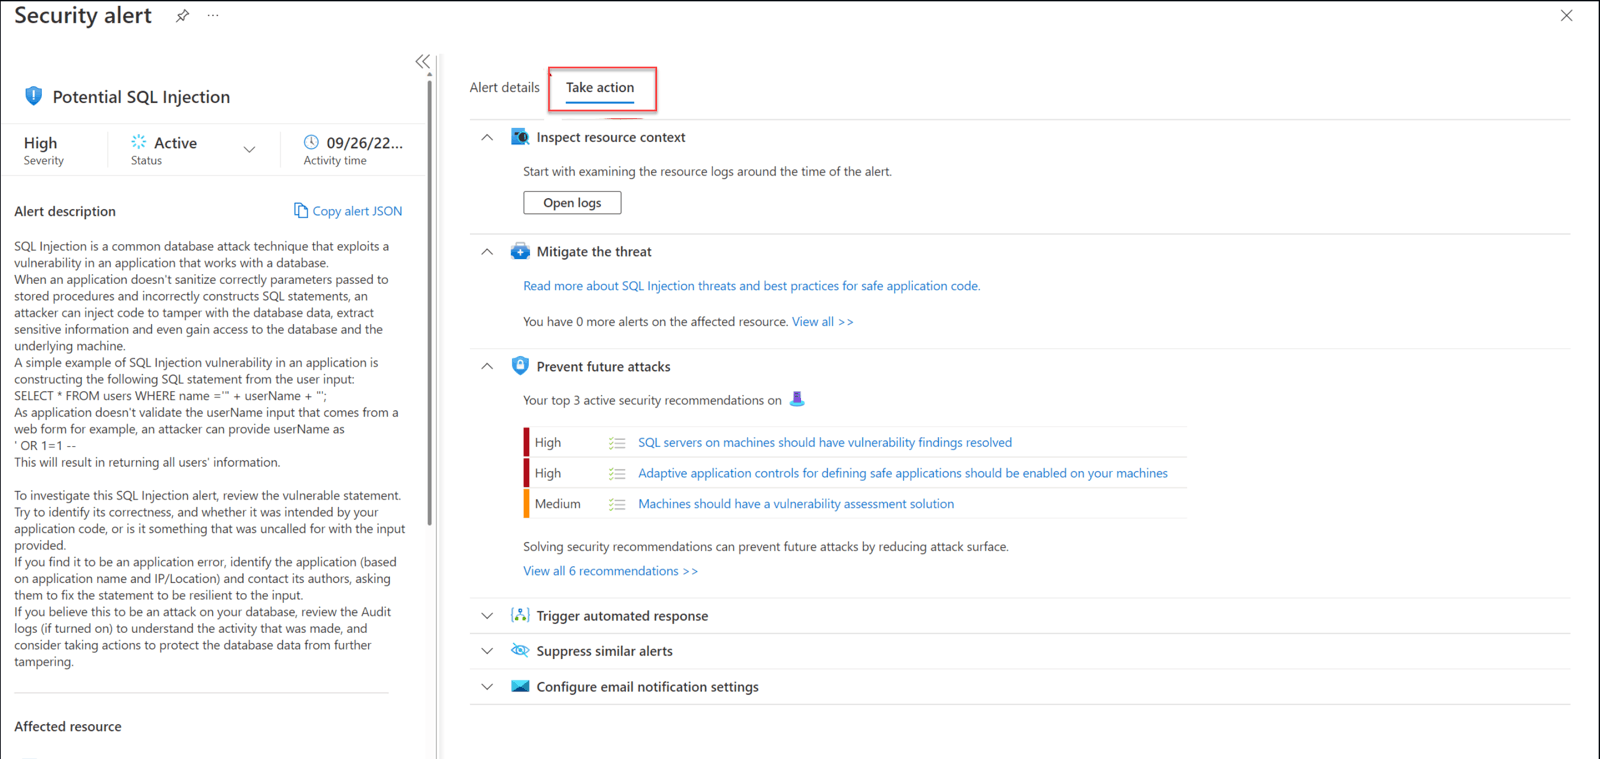 Security alert
...
Potential SQL Injection
High
Severity
Active
Status
09/26/22...
Activity time
Alert description
Copy alert JSON
SQL Injection is a common database attack technique that exploits a
vulnerability in an application that works with a database.
When an application doesn't sanitize correctly parameters passed to
stored procedures and incorrectly constructs SQL statements, an
attacker can inject code to tamper with the database data, extract
sensitive information and even gain access to the database and the
underlying machine.
A simple example of SQL Injection vulnerability in an application is
constructing the following SQL statement from the user input:
SELECT * FROM users WHERE name ='" + userName + "';
As application doesn't validate the userName input that comes from a
web form for example, an attacker can provide userName as
' OR 1=1 --
This will result in returning all users' information.
To investigate this SQL Injection alert, review the vulnerable statement.
Try to identify its correctness, and whether it was intended by your
application code, or is it something that was uncalled for with the input
provided.
If you find it to be an application error, identify the application (based
on application name and IP/Location) and contact its authors, asking
them to fix the statement to be resilient to the input.
If you believe this to be an attack on your database, review the Audit
logs (if turned on) to understand the activity that was made, and
consider taking actions to protect the database data from further
tampering.
Affected resource
Alert details
Take action
Inspect resource context
Start with examining the resource logs around the time of the alert.
Open logs
Mitigate the threat
Read more about SQL Injection threats and best practices for safe application code.
You have 0 more alerts on the affected resource. View all >>
Prevent future attacks
Your top 3 active security recommendations on
High SQL servers on machines should have vulnerability findings resolved
High Adaptive application controls for defining safe applications should be enabled on your machines
Medium Machines should have a vulnerability assessment solution
Solving security recommendations can prevent future attacks by reducing attack surface.
View all 6 recommendations >>
Trigger automated response
Suppress similar alerts
Configure email notification settings